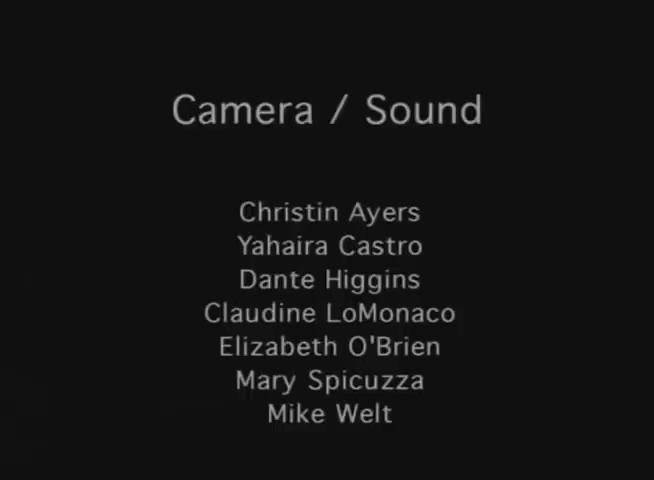 Camera / Sound
Christin Ayers
Yahaira Castro
Dante Higgins
Claudine LoMonaco
Elizabeth O'Brien
Mary Spicuzza
Mike Welt